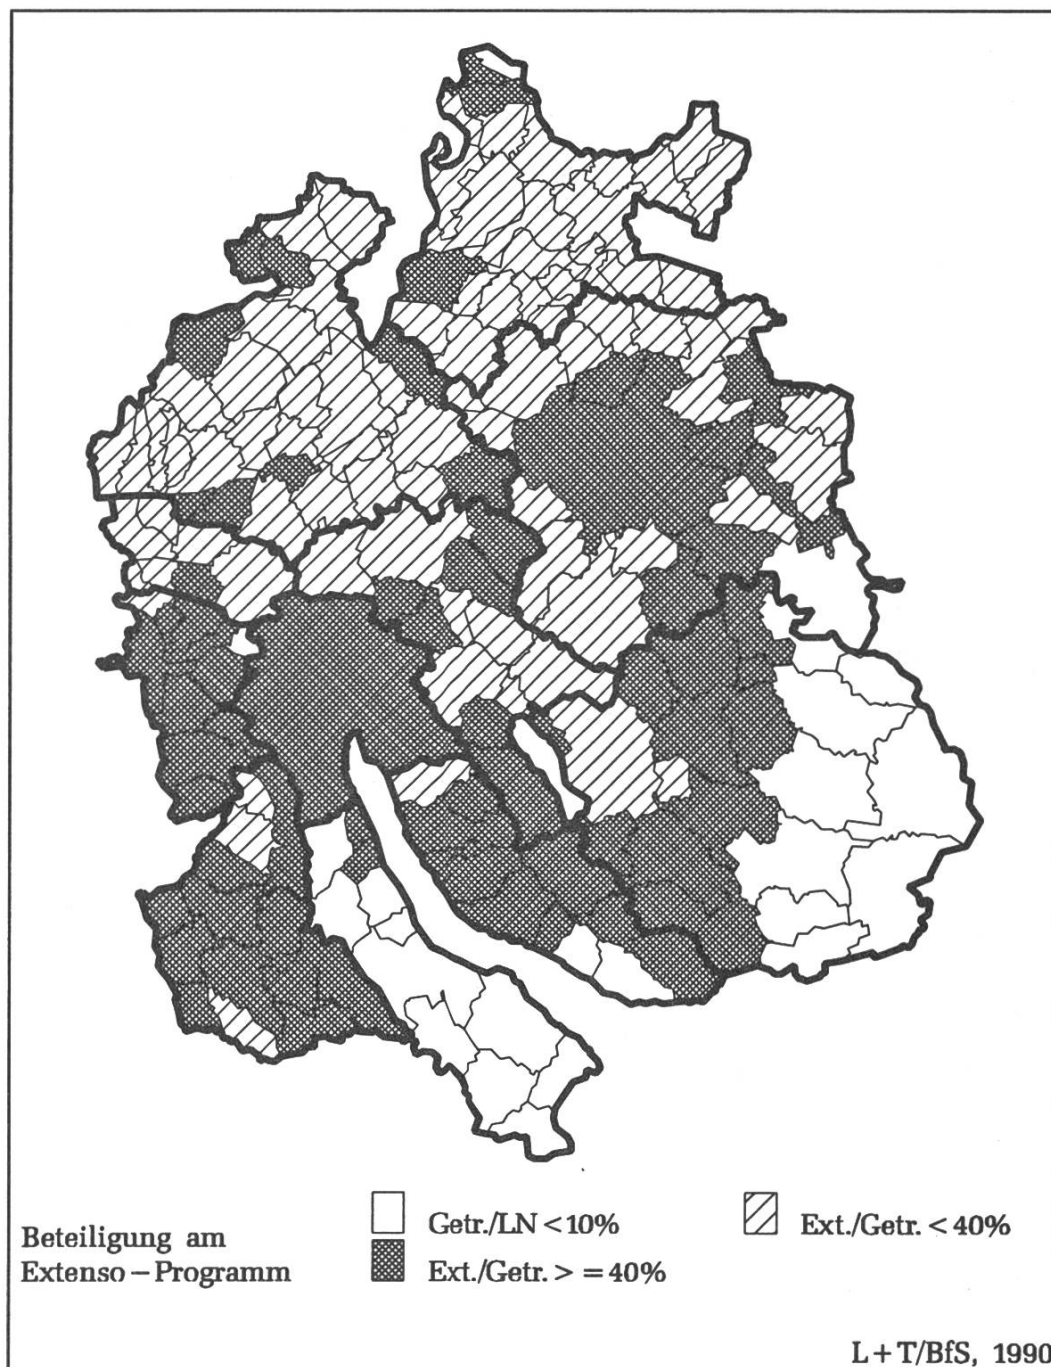 Beteiligung am
Extenso – Programm
Getr./LN <10%
Ext./Getr. > = 40%
Ext./Getr. < 40%
L + T/BfS, 1990